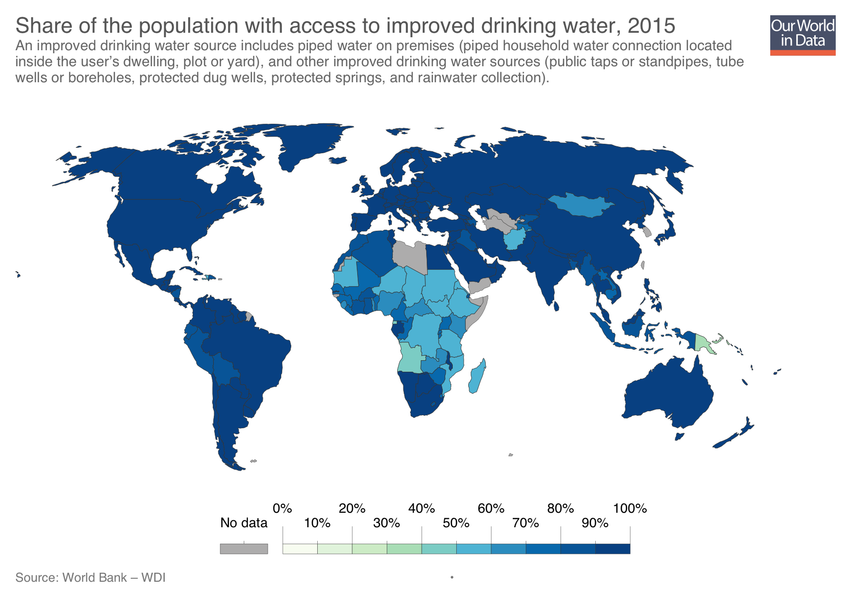 Share of the population with access to improved drinking water, 2015
An improved drinking water source includes piped water on premises (piped household water connection located
inside the user's dwelling, plot or yard), and other improved drinking water sources (public taps or standpipes, tube
wells or boreholes, protected dug wells, protected springs, and rainwater collection).
Our World
in Data
0% 20% 40% 60% 80% 100%
No data 10% 30% 50% 70% 90%
Source: World Bank – WDI